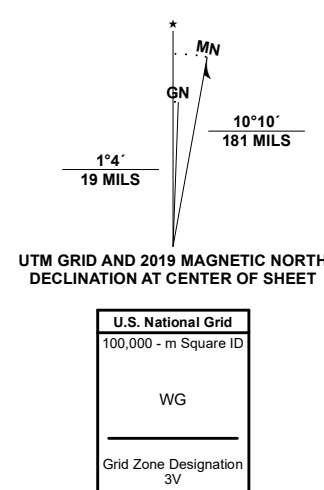 ★
MN
GN
10°10´
181 MILS
1°4´
19 MILS
UTM GRID AND 2019 MAGNETIC NORTH
DECLINATION AT CENTER OF SHEET
U.S. National Grid
100,000 - m Square ID
WG
Grid Zone Designation
3V